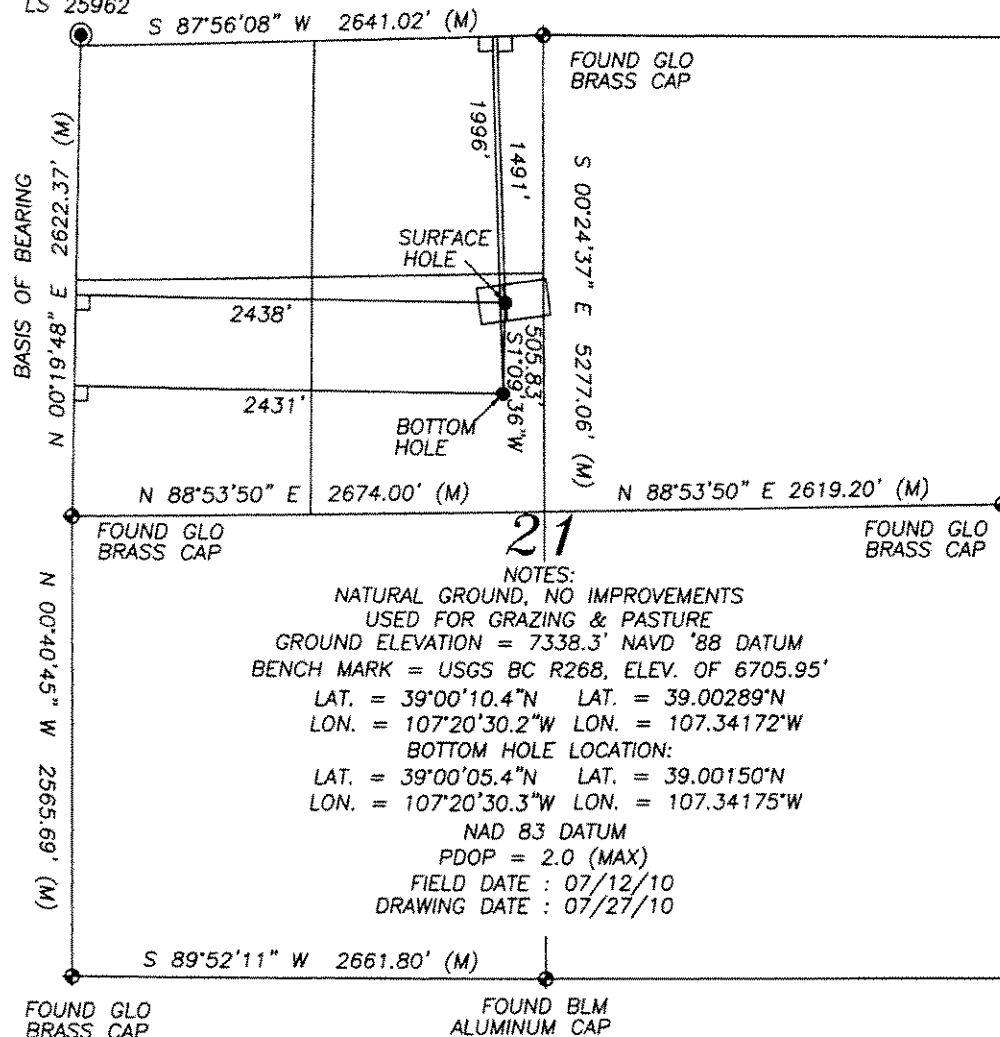 LS 25962
S 87°56'08" W 2641.02' (M)
FOUND GLO
BRASS CAP
BASIS OF BEARING
N 00°19'48" E 2622.37' (M)
1996'
1491'
S 00°24'37" E 5277.06' (M)
SURFACE
HOLE
2438'
505.83'
S1°09'36"W
2431'
BOTTOM
HOLE
N 88°53'50" E 2674.00' (M)
N 88°53'50" E 2619.20' (M)
FOUND GLO
BRASS CAP
21
FOUND GLO
BRASS CAP
N 00°40'45" W 2565.69' (M)
NOTES:
NATURAL GROUND, NO IMPROVEMENTS
USED FOR GRAZING & PASTURE
GROUND ELEVATION = 7338.3' NAVD '88 DATUM
BENCH MARK = USGS BC R268, ELEV. OF 6705.95'
LAT. = 39°00'10.4"N LAT. = 39.00289°N
LON. = 107°20'30.2"W LON. = 107.34172°W
BOTTOM HOLE LOCATION:
LAT. = 39°00'05.4"N LAT. = 39.00150°N
LON. = 107°20'30.3"W LON. = 107.34175°W
NAD 83 DATUM
PDOP = 2.0 (MAX)
FIELD DATE : 07/12/10
DRAWING DATE : 07/27/10
S 89°52'11" W 2661.80' (M)
FOUND GLO
BRASS CAP
FOUND BLM
ALUMINUM CAP